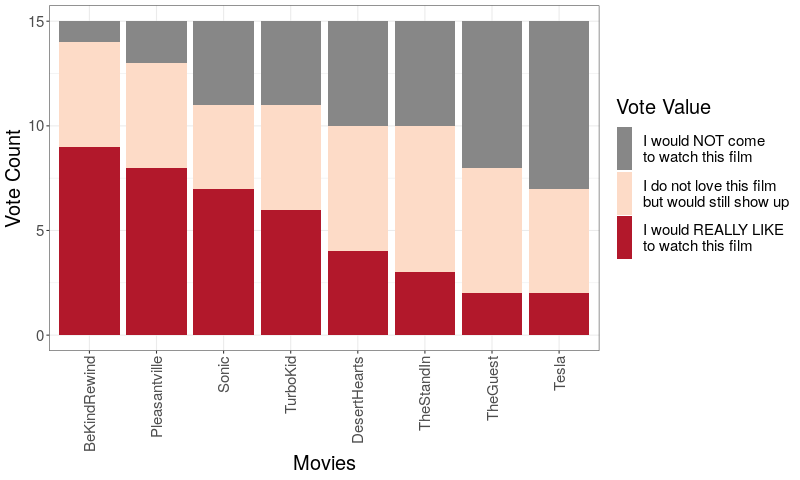 15
10
5
0
Vote Count
BeKindRewind
Pleasantville
Sonic
TurboKid
DesertHearts
TheStandIn
TheGuest
Tesla
Movies
Vote Value
I would NOT come
to watch this film
I do not love this film
but would still show up
I would REALLY LIKE
to watch this film